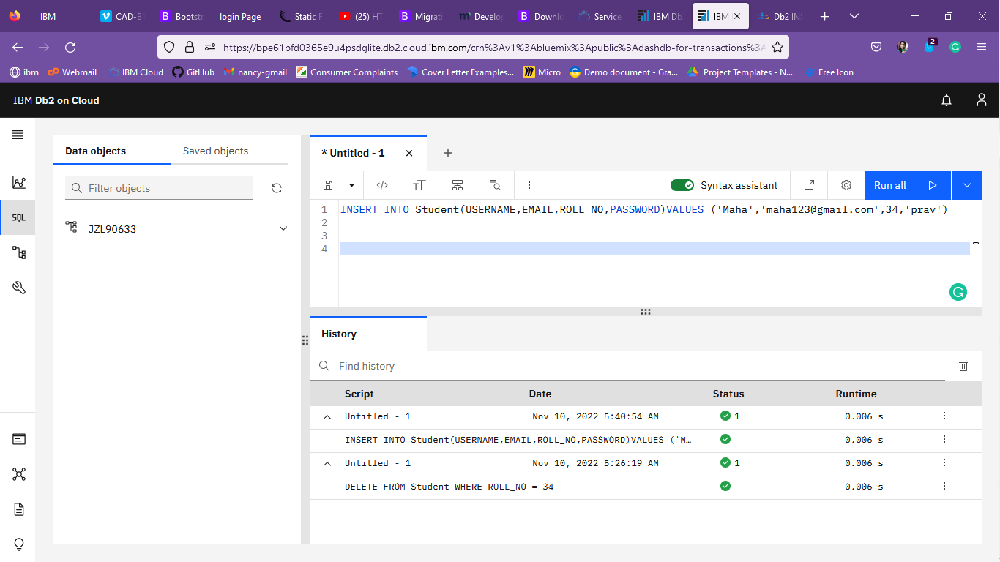 IBM
CAD-B
Bootst
login Page
Static F
(25) HT
Migrati
Develo
Downl
Service
IBM Db
IBM
Db2 IN
https://bpe61bfd0365e9u4psdglite.db2.cloud.ibm.com/crn%3Av1%3Abluemix%3Apublic%3Adashdb-for-transactions%3A
2
ibm
Webmail
IBM Cloud
GitHub
nancy-gmail
Consumer Complaints
Cover Letter Examples...
Micro
Demo document - Gra...
Project Templates - N...
Free Icon
IBM Db2 on Cloud
Data objects
Saved objects
* Untitled - 1
Filter objects
Syntax assistant
Run all
SQL
JZL90633
1 INSERT INTO Student(USERNAME,EMAIL,ROLL_NO,PASSWORD)VALUES ('Maha','maha123@gmail.com',34,'prav')
2
3
4
History
Find history
Script Date Status Runtime
Untitled - 1 Nov 10, 2022 5:40:54 AM 1 0.006 s
INSERT INTO Student(USERNAME,EMAIL,ROLL_NO,PASSWORD)VALUES ('M… 0.006 s
Untitled - 1 Nov 10, 2022 5:26:19 AM 1 0.006 s
DELETE FROM Student WHERE ROLL_NO = 34 0.006 s